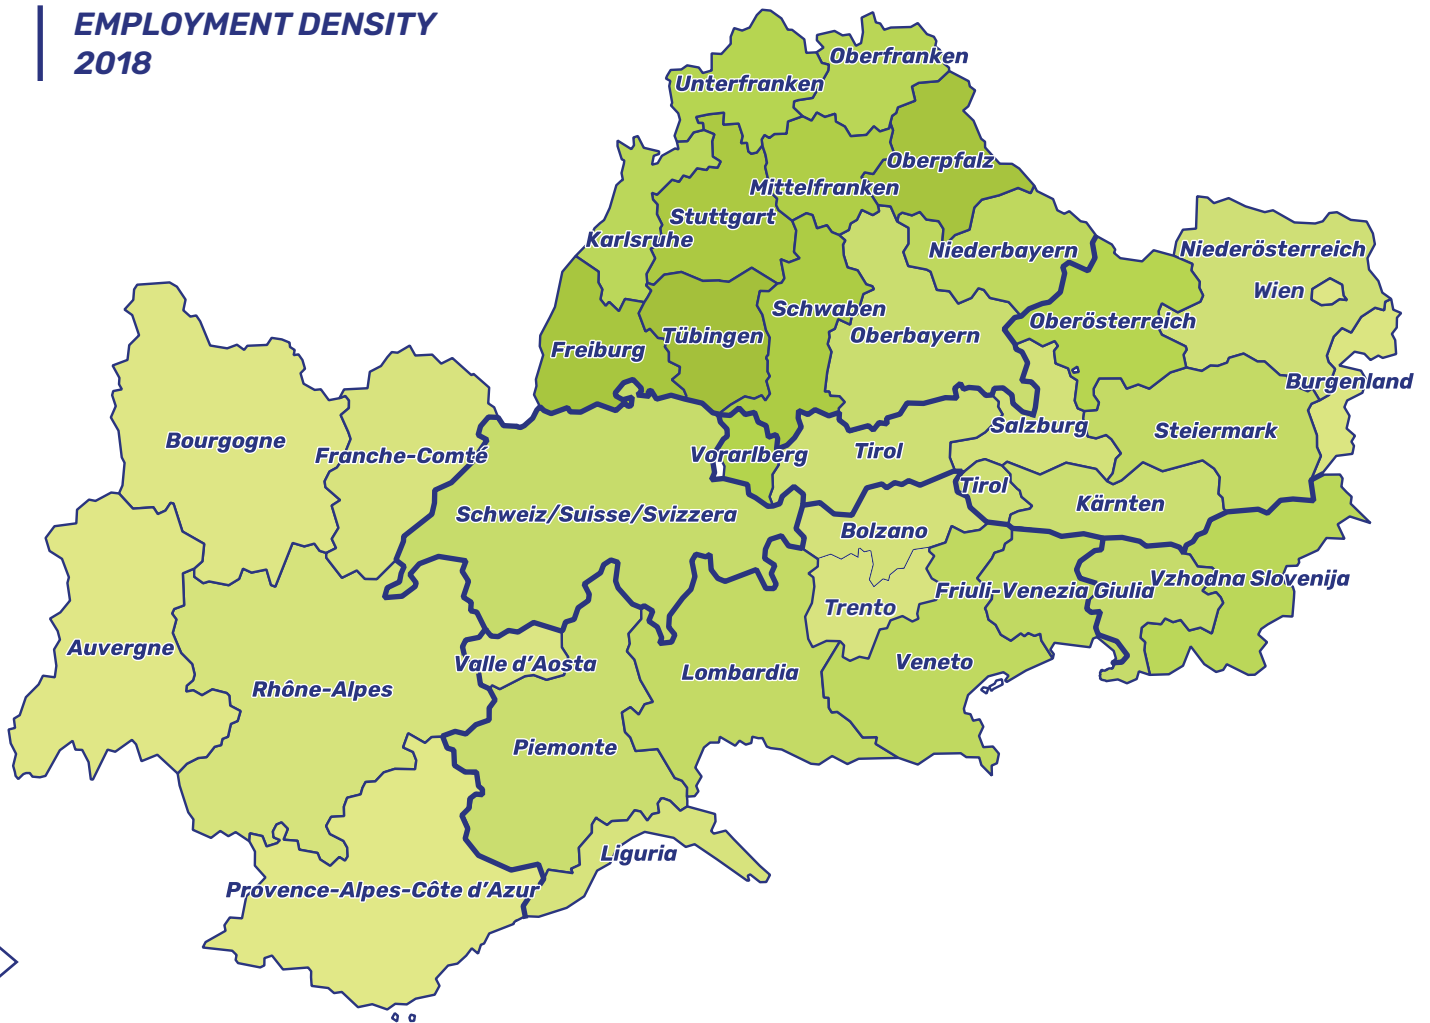 EMPLOYMENT DENSITY
2018
Oberfranken
Unterfranken
Oberpfalz
Mittelfranken
Stuttgart
Karlsruhe
Niederbayern
Niederösterreich
Wien
Schwaben
Oberösterreich
Tübingen
Oberbayern
Freiburg
Burgenland
Bourgogne
Franche-Comté
Salzburg
Steiermark
Vorarlberg
Tirol
Tirol
Kärnten
Schweiz/Suisse/Svizzera
Bolzano
Vzhodna Slovenija
Friuli-Venezia Giulia
Trento
Auvergne
Valle d’Aosta
Veneto
Lombardia
Rhône-Alpes
Piemonte
Liguria
Provence-Alpes-Côte d’Azur